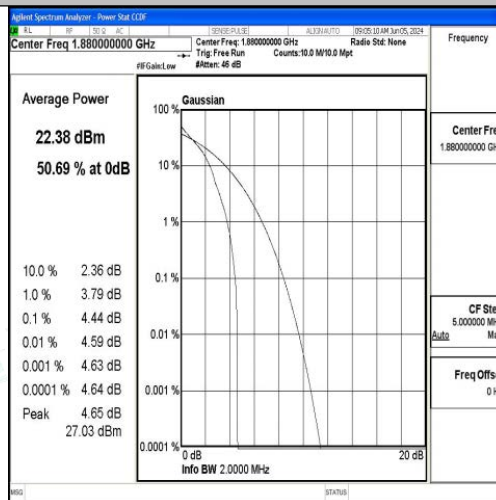 Agilent Spectrum Analyzer - Power Stat CCDF
RL RF 50 Ω AC SENSE:PULSE ALIGN AUTO 09:05:10 AM Jun 05, 2024
Center Freq 1.880000000 GHz
Center Freq: 1.880000000 GHz Radio Std: None
Trig: Free Run Counts:10.0 M/10.0 Mpt
#IFGain:Low #Atten: 46 dB
Frequency
Average Power
22.38 dBm
50.69 % at 0dB
10.0 % 2.36 dB
1.0 % 3.79 dB
0.1 % 4.44 dB
0.01 % 4.59 dB
0.001 % 4.63 dB
0.0001 % 4.64 dB
Peak 4.65 dB
27.03 dBm
Gaussian
100 %
10 %
1 %
0.1 %
0.01 %
0.001 %
0.0001 %
0 dB 20 dB
Info BW 2.0000 MHz
Center Fre
1.880000000 GH
CF Ste
5.000000 MH
Auto Ma
Freq Offs
0 H
MSG STATUS